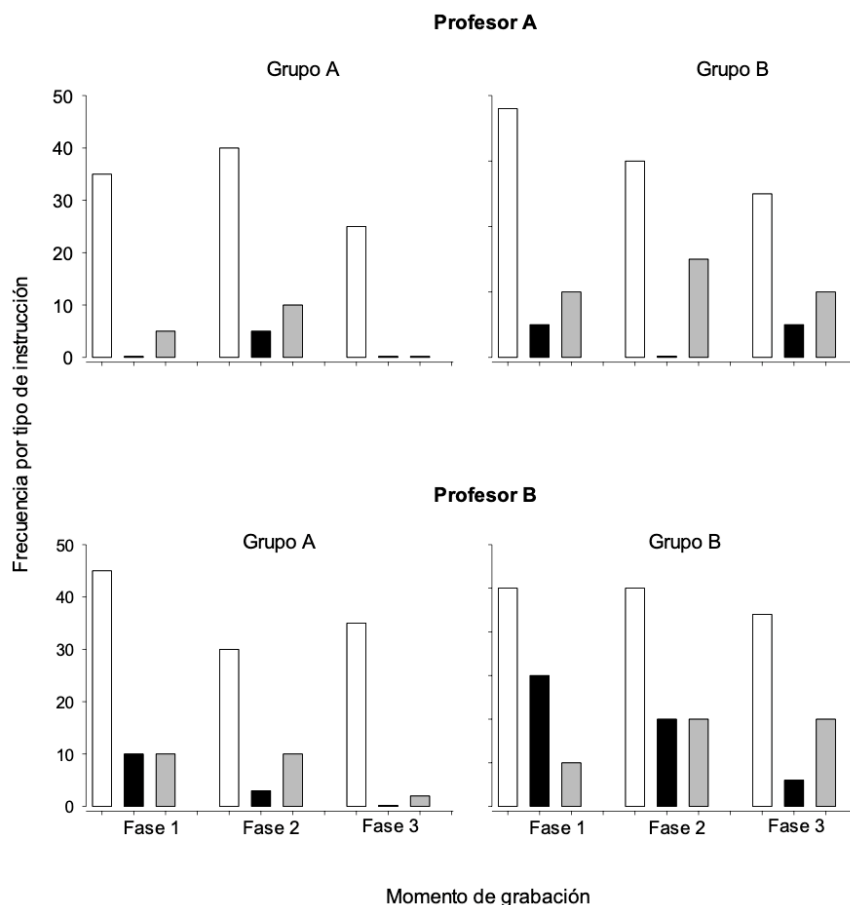 Profesor A
Grupo A
Grupo B
50
40
30
20
10
0
Frecuencia por tipo de instrucción
Profesor B
Grupo A
Grupo B
50
40
30
20
10
0
Fase 1
Fase 2
Fase 3
Fase 1
Fase 2
Fase 3
Momento de grabación